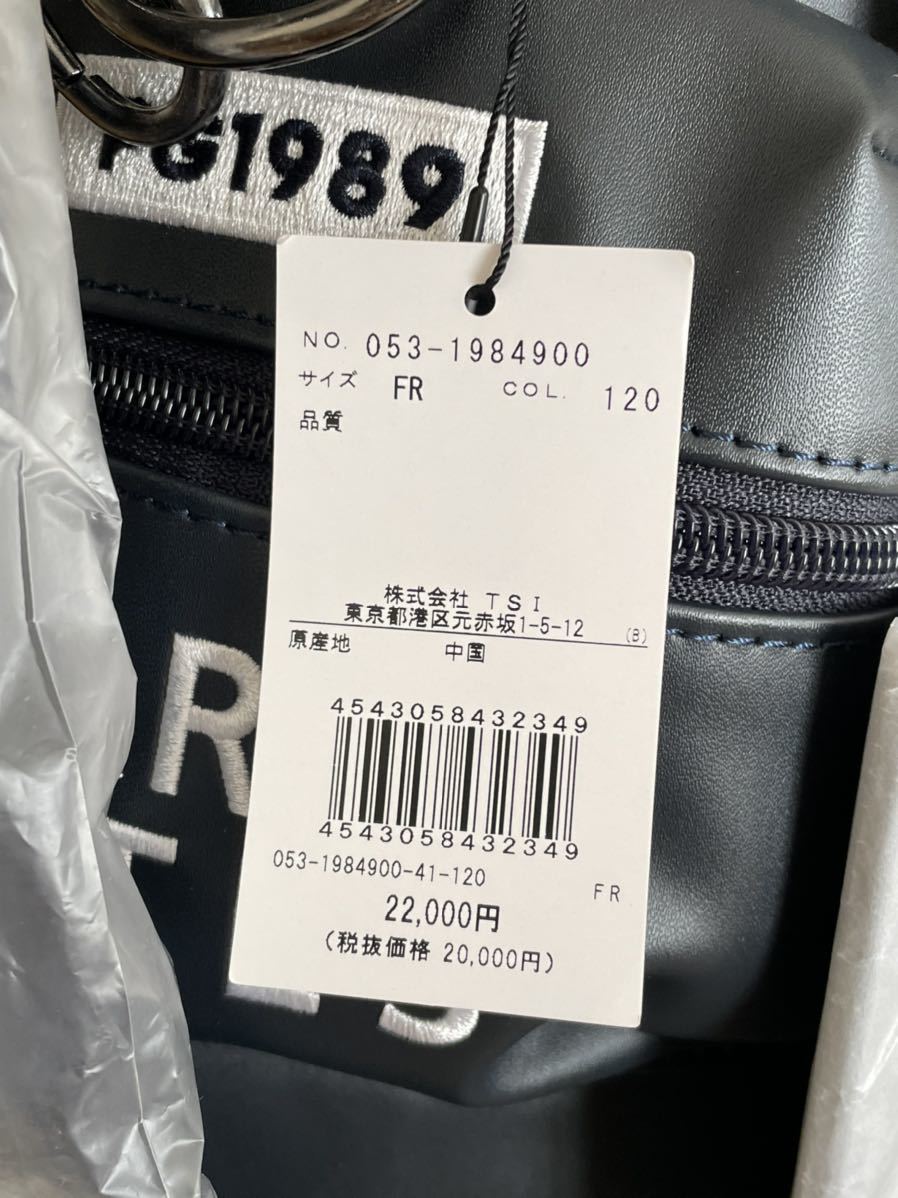 PG1989
NO. 053-1984900
サイズ FR COL. 120
品質
株式会社 TSI
東京都港区元赤坂1-5-12 (B)
原産地 中国
4543058432349
4543058432349
053-1984900-41-120
FR
22,000円
(税抜価格 20,000円)
R